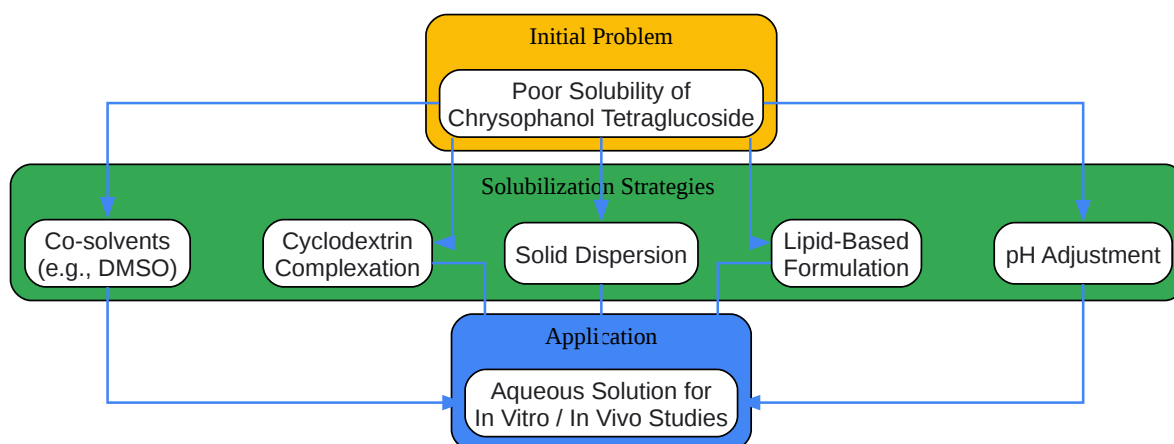 Initial Problem
Poor Solubility of
Chrysophanol Tetraglucoside
Solubilization Strategies
Co-solvents
(e.g., DMSO)
Cyclodextrin
Complexation
Solid Dispersion
Lipid-Based
Formulation
pH Adjustment
Application
Aqueous Solution for
In Vitro / In Vivo Studies